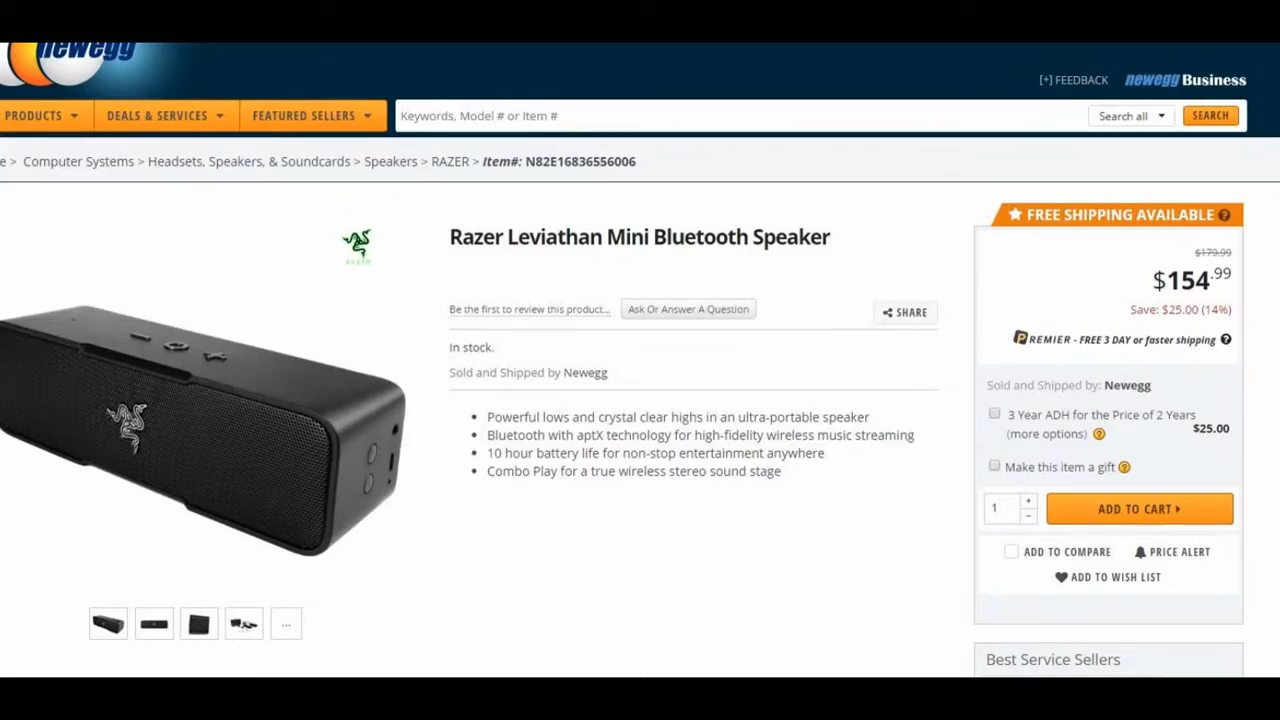 newegg
[+] FEEDBACK
newegg Business
PRODUCTS
DEALS & SERVICES
FEATURED SELLERS
Keywords, Model # or Item #
Search all
SEARCH
e > Computer Systems > Headsets, Speakers, & Soundcards > Speakers > RAZER > Item#: N82E16836556006
FREE SHIPPING AVAILABLE ?
Razer Leviathan Mini Bluetooth Speaker
$179.99
$154.99
Be the first to review this product...
Ask Or Answer A Question
SHARE
Save: $25.00 (14%)
PREMIER - FREE 3 DAY or faster shipping ?
In stock.
Sold and Shipped by Newegg
Sold and Shipped by: Newegg
Powerful lows and crystal clear highs in an ultra-portable speaker
Bluetooth with aptX technology for high-fidelity wireless music streaming
10 hour battery life for non-stop entertainment anywhere
Combo Play for a true wireless stereo sound stage
3 Year ADH for the Price of 2 Years
(more options) ?
$25.00
Make this item a gift ?
1
+
-
ADD TO CART
ADD TO COMPARE
PRICE ALERT
ADD TO WISH LIST
...
Best Service Sellers